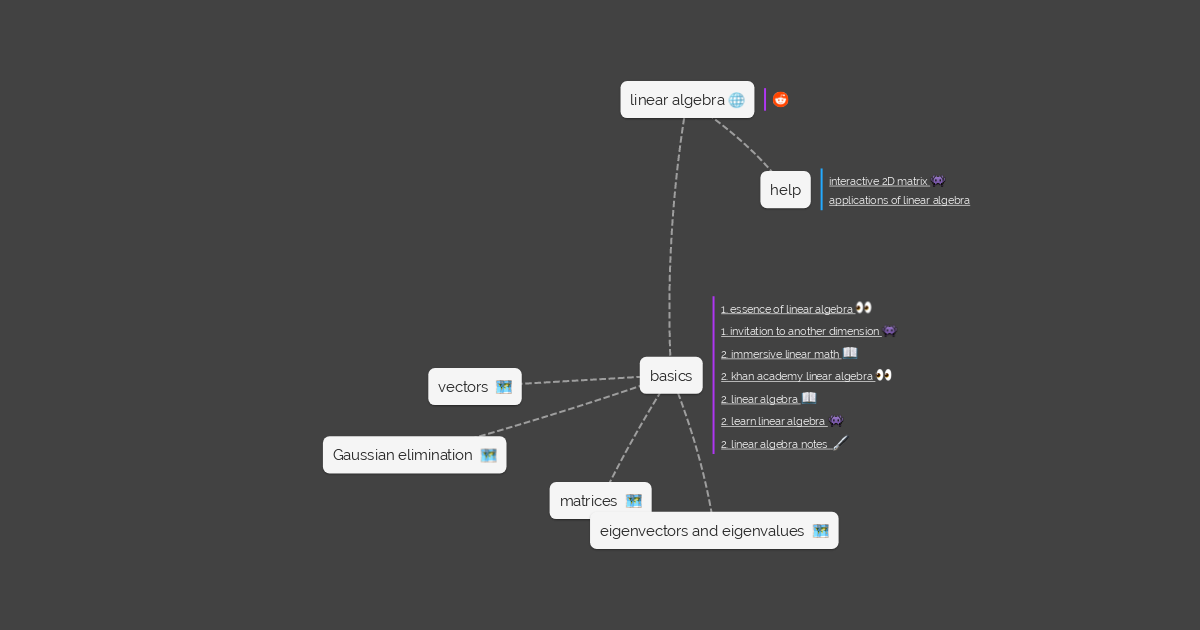 linear algebra
help
interactive 2D matrix
applications of linear algebra
1. essence of linear algebra
1. invitation to another dimension
2. immersive linear math
2. khan academy linear algebra
2. linear algebra
2. learn linear algebra
2. linear algebra notes
basics
vectors
Gaussian elimination
matrices
eigenvectors and eigenvalues